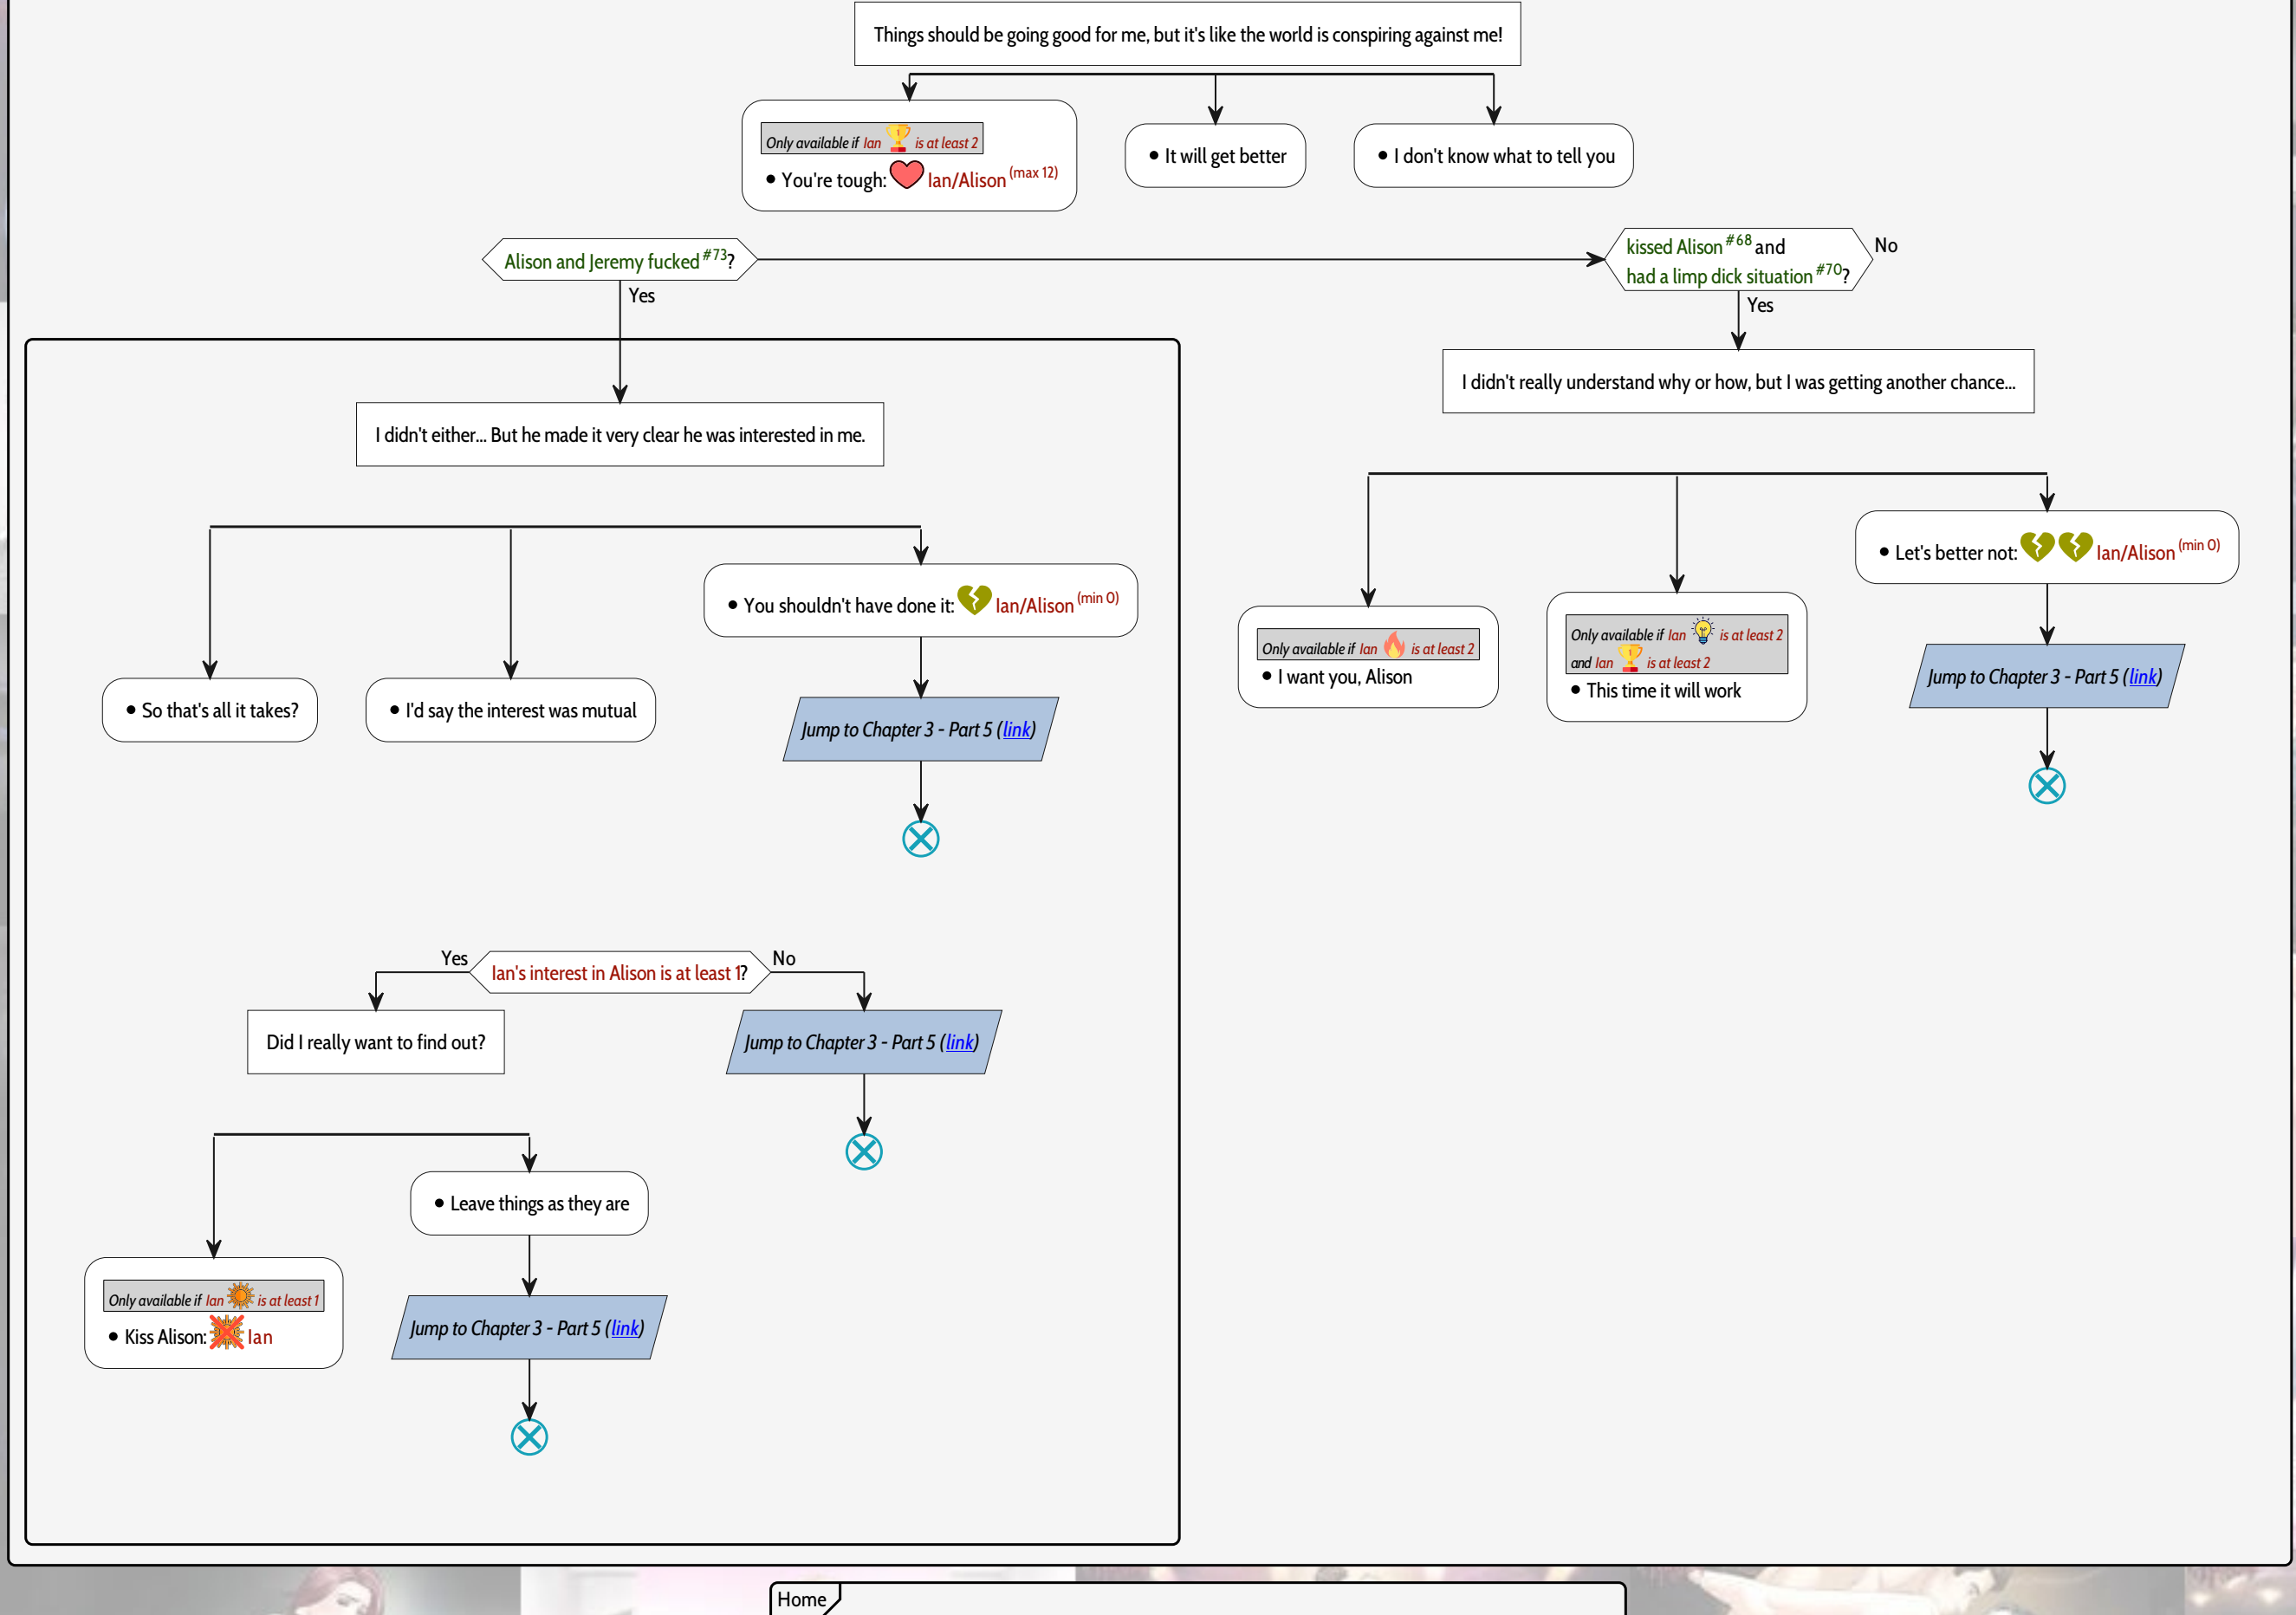 Things should be going good for me, but it's like the world is conspiring against me!
Only available if Ian is at least 2
• You're tough: Ian/Alison (max 12)
• It will get better
• I don't know what to tell you
Alison and Jeremy fucked #73?
Yes
kissed Alison #68 and
had a limp dick situation #70?
No
Yes
I didn't either... But he made it very clear he was interested in me.
• So that's all it takes?
• I'd say the interest was mutual
• You shouldn't have done it: Ian/Alison (min 0)
Jump to Chapter 3 - Part 5 (link)
Yes
Ian's interest in Alison is at least 1?
No
Did I really want to find out?
Jump to Chapter 3 - Part 5 (link)
Only available if Ian is at least 1
• Kiss Alison: Ian
• Leave things as they are
Jump to Chapter 3 - Part 5 (link)
I didn't really understand why or how, but I was getting another chance...
Only available if Ian is at least 2
• I want you, Alison
Only available if Ian is at least 2
and Ian is at least 2
• This time it will work
• Let's better not: Ian/Alison (min 0)
Jump to Chapter 3 - Part 5 (link)
Home